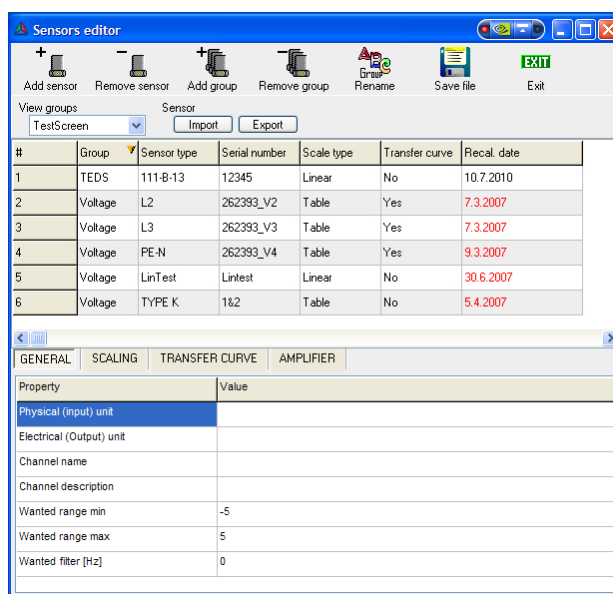 Sensors editor
Add sensor Remove sensor Add group Remove group Rename Save file Exit
View groups Sensor
TestScreen Import Export
# Group Sensor type Serial number Scale type Transfer curve Recal. date
1 TEDS 111-B-13 12345 Linear No 10.7.2010
2 Voltage L2 262393_V2 Table Yes 7.3.2007
3 Voltage L3 262393_V3 Table Yes 7.3.2007
4 Voltage PE-N 262393_V4 Table Yes 9.3.2007
5 Voltage LinTest Lintest Linear No 30.6.2007
6 Voltage TYPE K 1&2 Table No 5.4.2007
GENERAL SCALING TRANSFER CURVE AMPLIFIER
Property Value
Physical (input) unit
Electrical (Output) unit
Channel name
Channel description
Wanted range min -5
Wanted range max 5
Wanted filter [Hz] 0